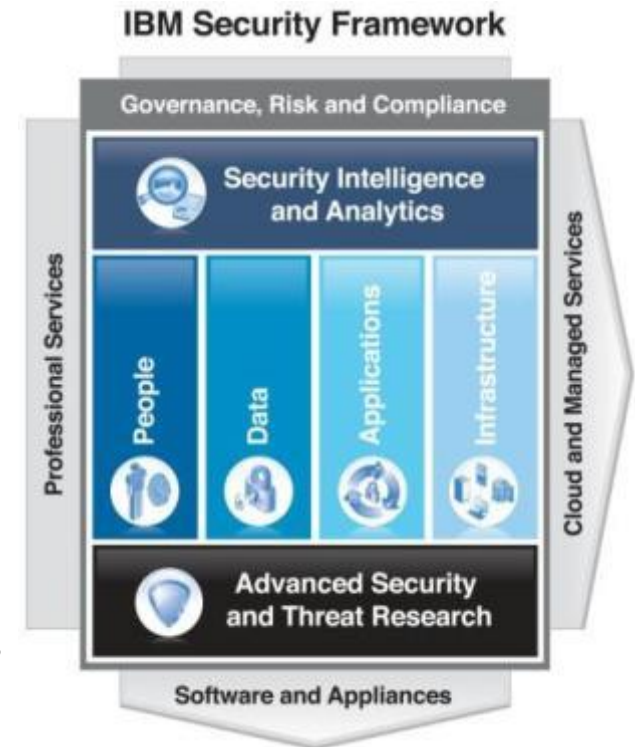 IBM Security Framework
Governance, Risk and Compliance
Security Intelligence
and Analytics
Professional Services
People
Data
Applications
Infrastructure
Cloud and Managed Services
Advanced Security
and Threat Research
Software and Appliances